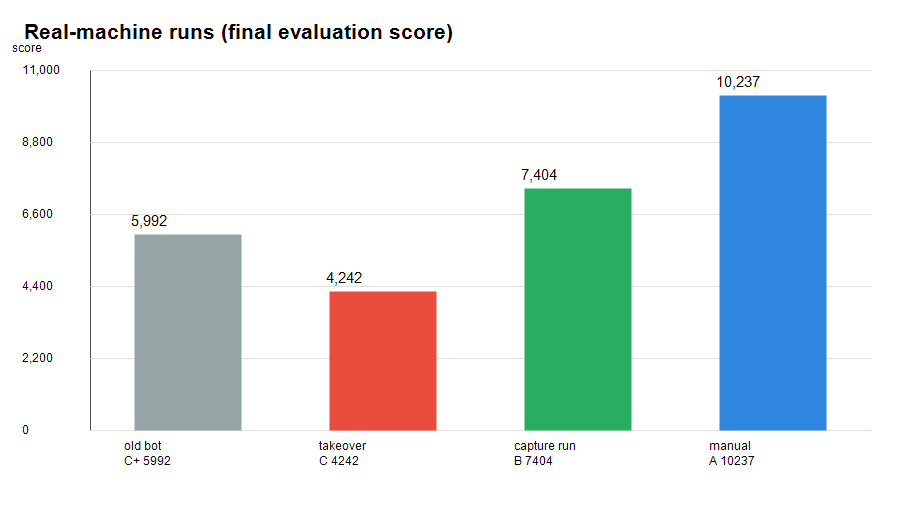 Real-machine runs (final evaluation score)
score
11,000
10,237
8,800
7,404
6,600
5,992
4,400
4,242
2,200
0
old bot
C+ 5992
takeover
C 4242
capture run
B 7404
manual
A 10237